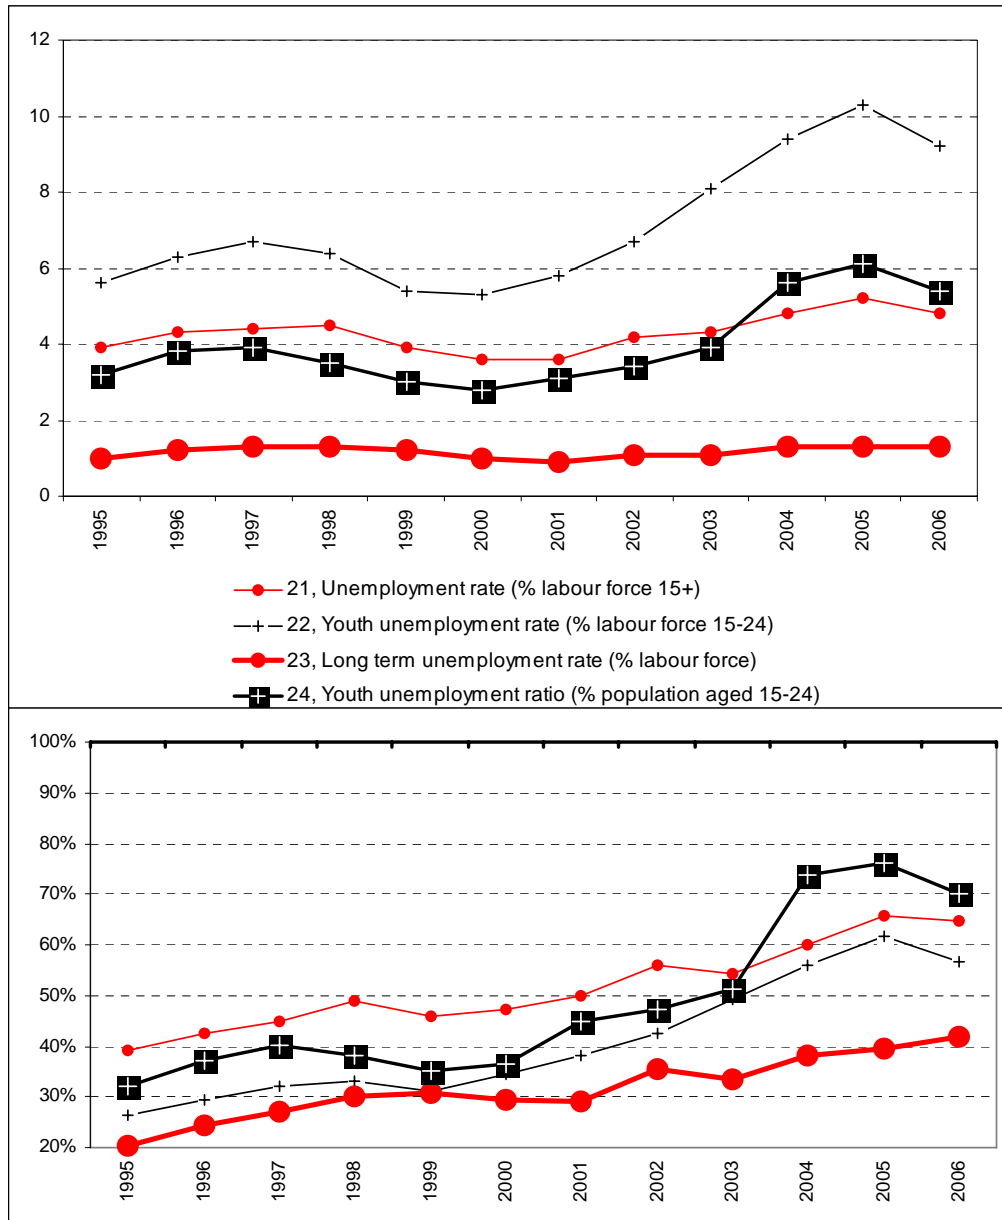 12
10
8
6
4
2
0
1995 1996 1997 1998 1999 2000 2001 2002 2003 2004 2005 2006
21, Unemployment rate (% labour force 15+)
22, Youth unemployment rate (% labour force 15-24)
23, Long term unemployment rate (% labour force)
24, Youth unemployment ratio (% population aged 15-24)
100%
90%
80%
70%
60%
50%
40%
30%
20%
1995 1996 1997 1998 1999 2000 2001 2002 2003 2004 2005 2006